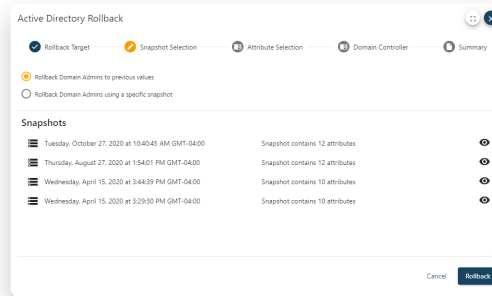 Active Directory Rollback
Rollback Target
Snapshot Selection
Attribute Selection
Domain Controller
Summary
Rollback Domain Admins to previous values
Rollback Domain Admins using a specific snapshot
Snapshots
Tuesday, October 27, 2020 at 10:40:45 AM GMT-04:00 Snapshot contains 12 attributes
Thursday, August 27, 2020 at 1:54:01 PM GMT-04:00 Snapshot contains 12 attributes
Wednesday, April 15, 2020 at 3:44:39 PM GMT-04:00 Snapshot contains 10 attributes
Wednesday, April 15, 2020 at 3:29:30 PM GMT-04:00 Snapshot contains 10 attributes
Cancel Rollback